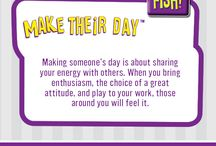 FISH!
MAKE THEIR DAY™
Making someone's day is about sharing
your energy with others. When you bring
enthusiasm, the choice of a great
attitude, and play to your work, those
around you will feel it.